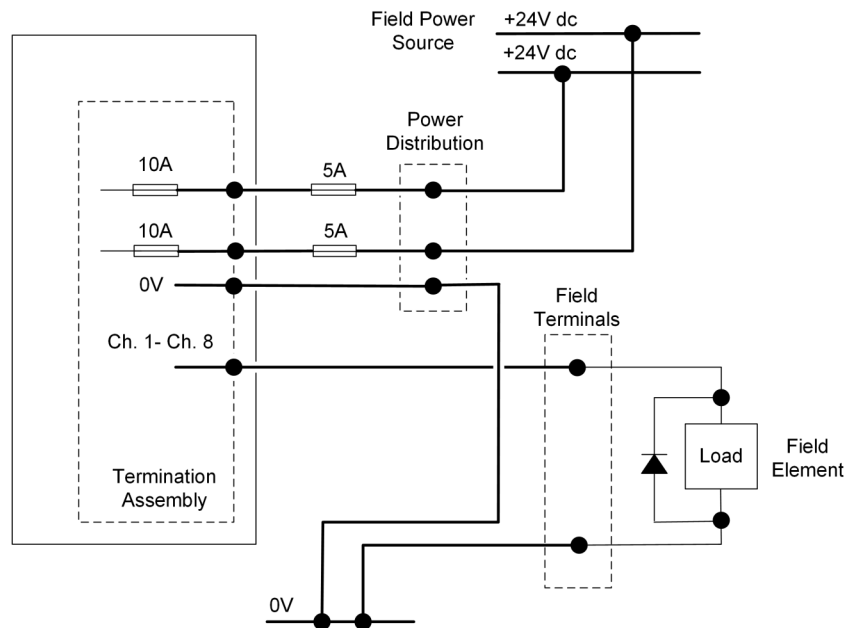 Field Power
Source
+24V dc
+24V dc
Power
Distribution
10A
5A
10A
5A
0V
Field
Terminals
Ch. 1- Ch. 8
Load
Field
Element
Termination
Assembly
0V